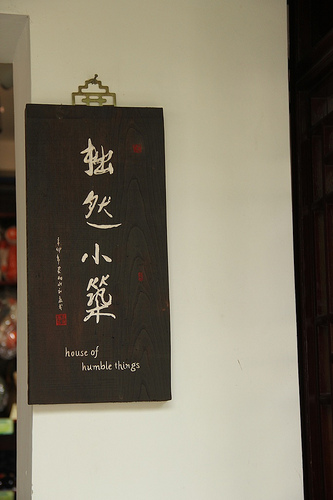 拙然小築
house of
humble things